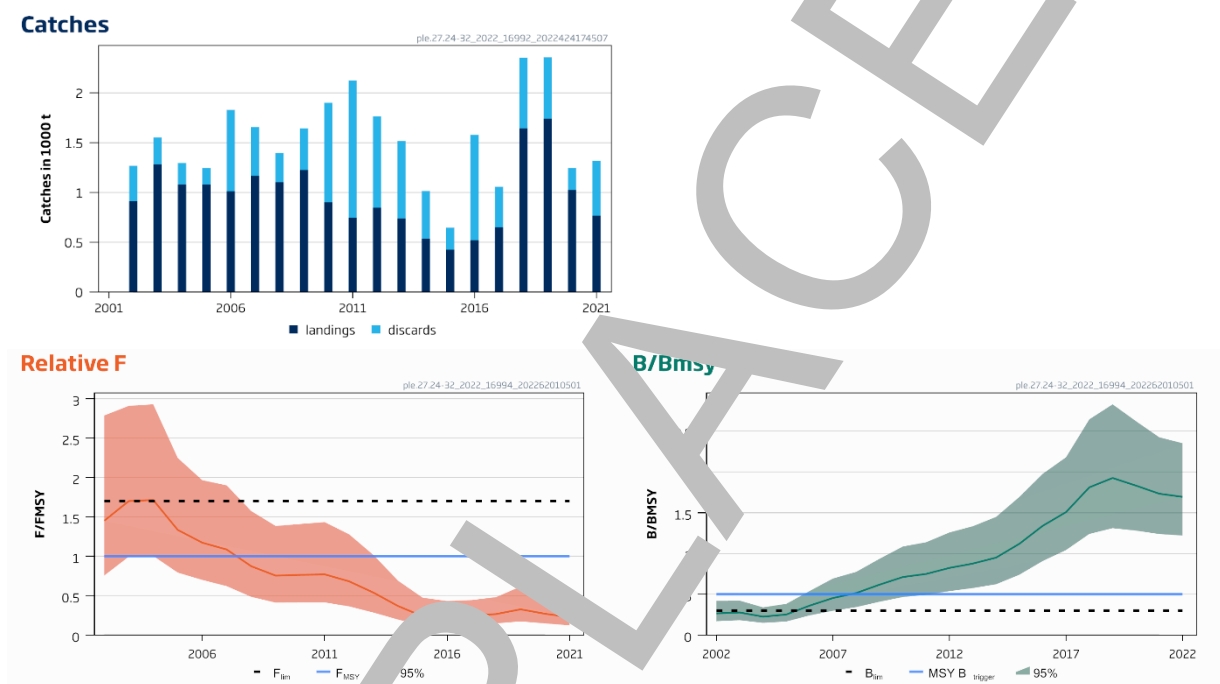 Catches
ple.27.24-32_2022_16992_2022424174507
Catches in 1000 t
2
1.5
1
0.5
0
2001 2006 2011 2016 2021
landings discards
Relative F
ple.27.24-32_2022_16994_202262010501
F/FMSY
3
2.5
2
1.5
1
0.5
0
2006 2011 2016 2021
Flim FMSY 95%
B/Bmsy
ple.27.24-32_2022_16994_202262010501
B/BMSY
1.5
0
2002 2007 2012 2017 2022
Blim MSY B trigger 95%
PLACE